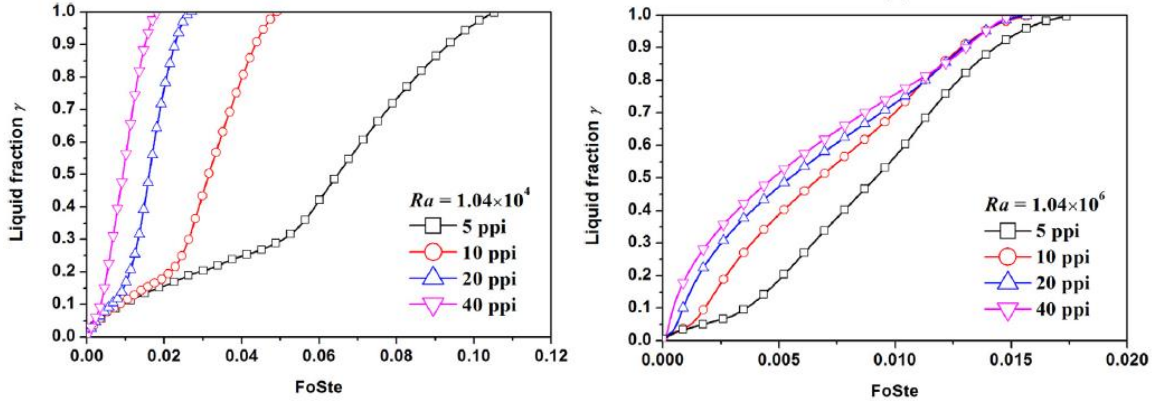 1.0
0.9
0.8
0.7
0.6
0.5
0.4
0.3
0.2
0.1
0.0
Liquid fraction γ
Ra = 1.04×10⁴
5 ppi
10 ppi
20 ppi
40 ppi
0.00 0.02 0.04 0.06 0.08 0.10 0.12
FoSte
1.0
0.9
0.8
0.7
0.6
0.5
0.4
0.3
0.2
0.1
0.0
Liquid fraction γ
Ra = 1.04×10⁶
5 ppi
10 ppi
20 ppi
40 ppi
0.000 0.005 0.010 0.015 0.020
FoSte